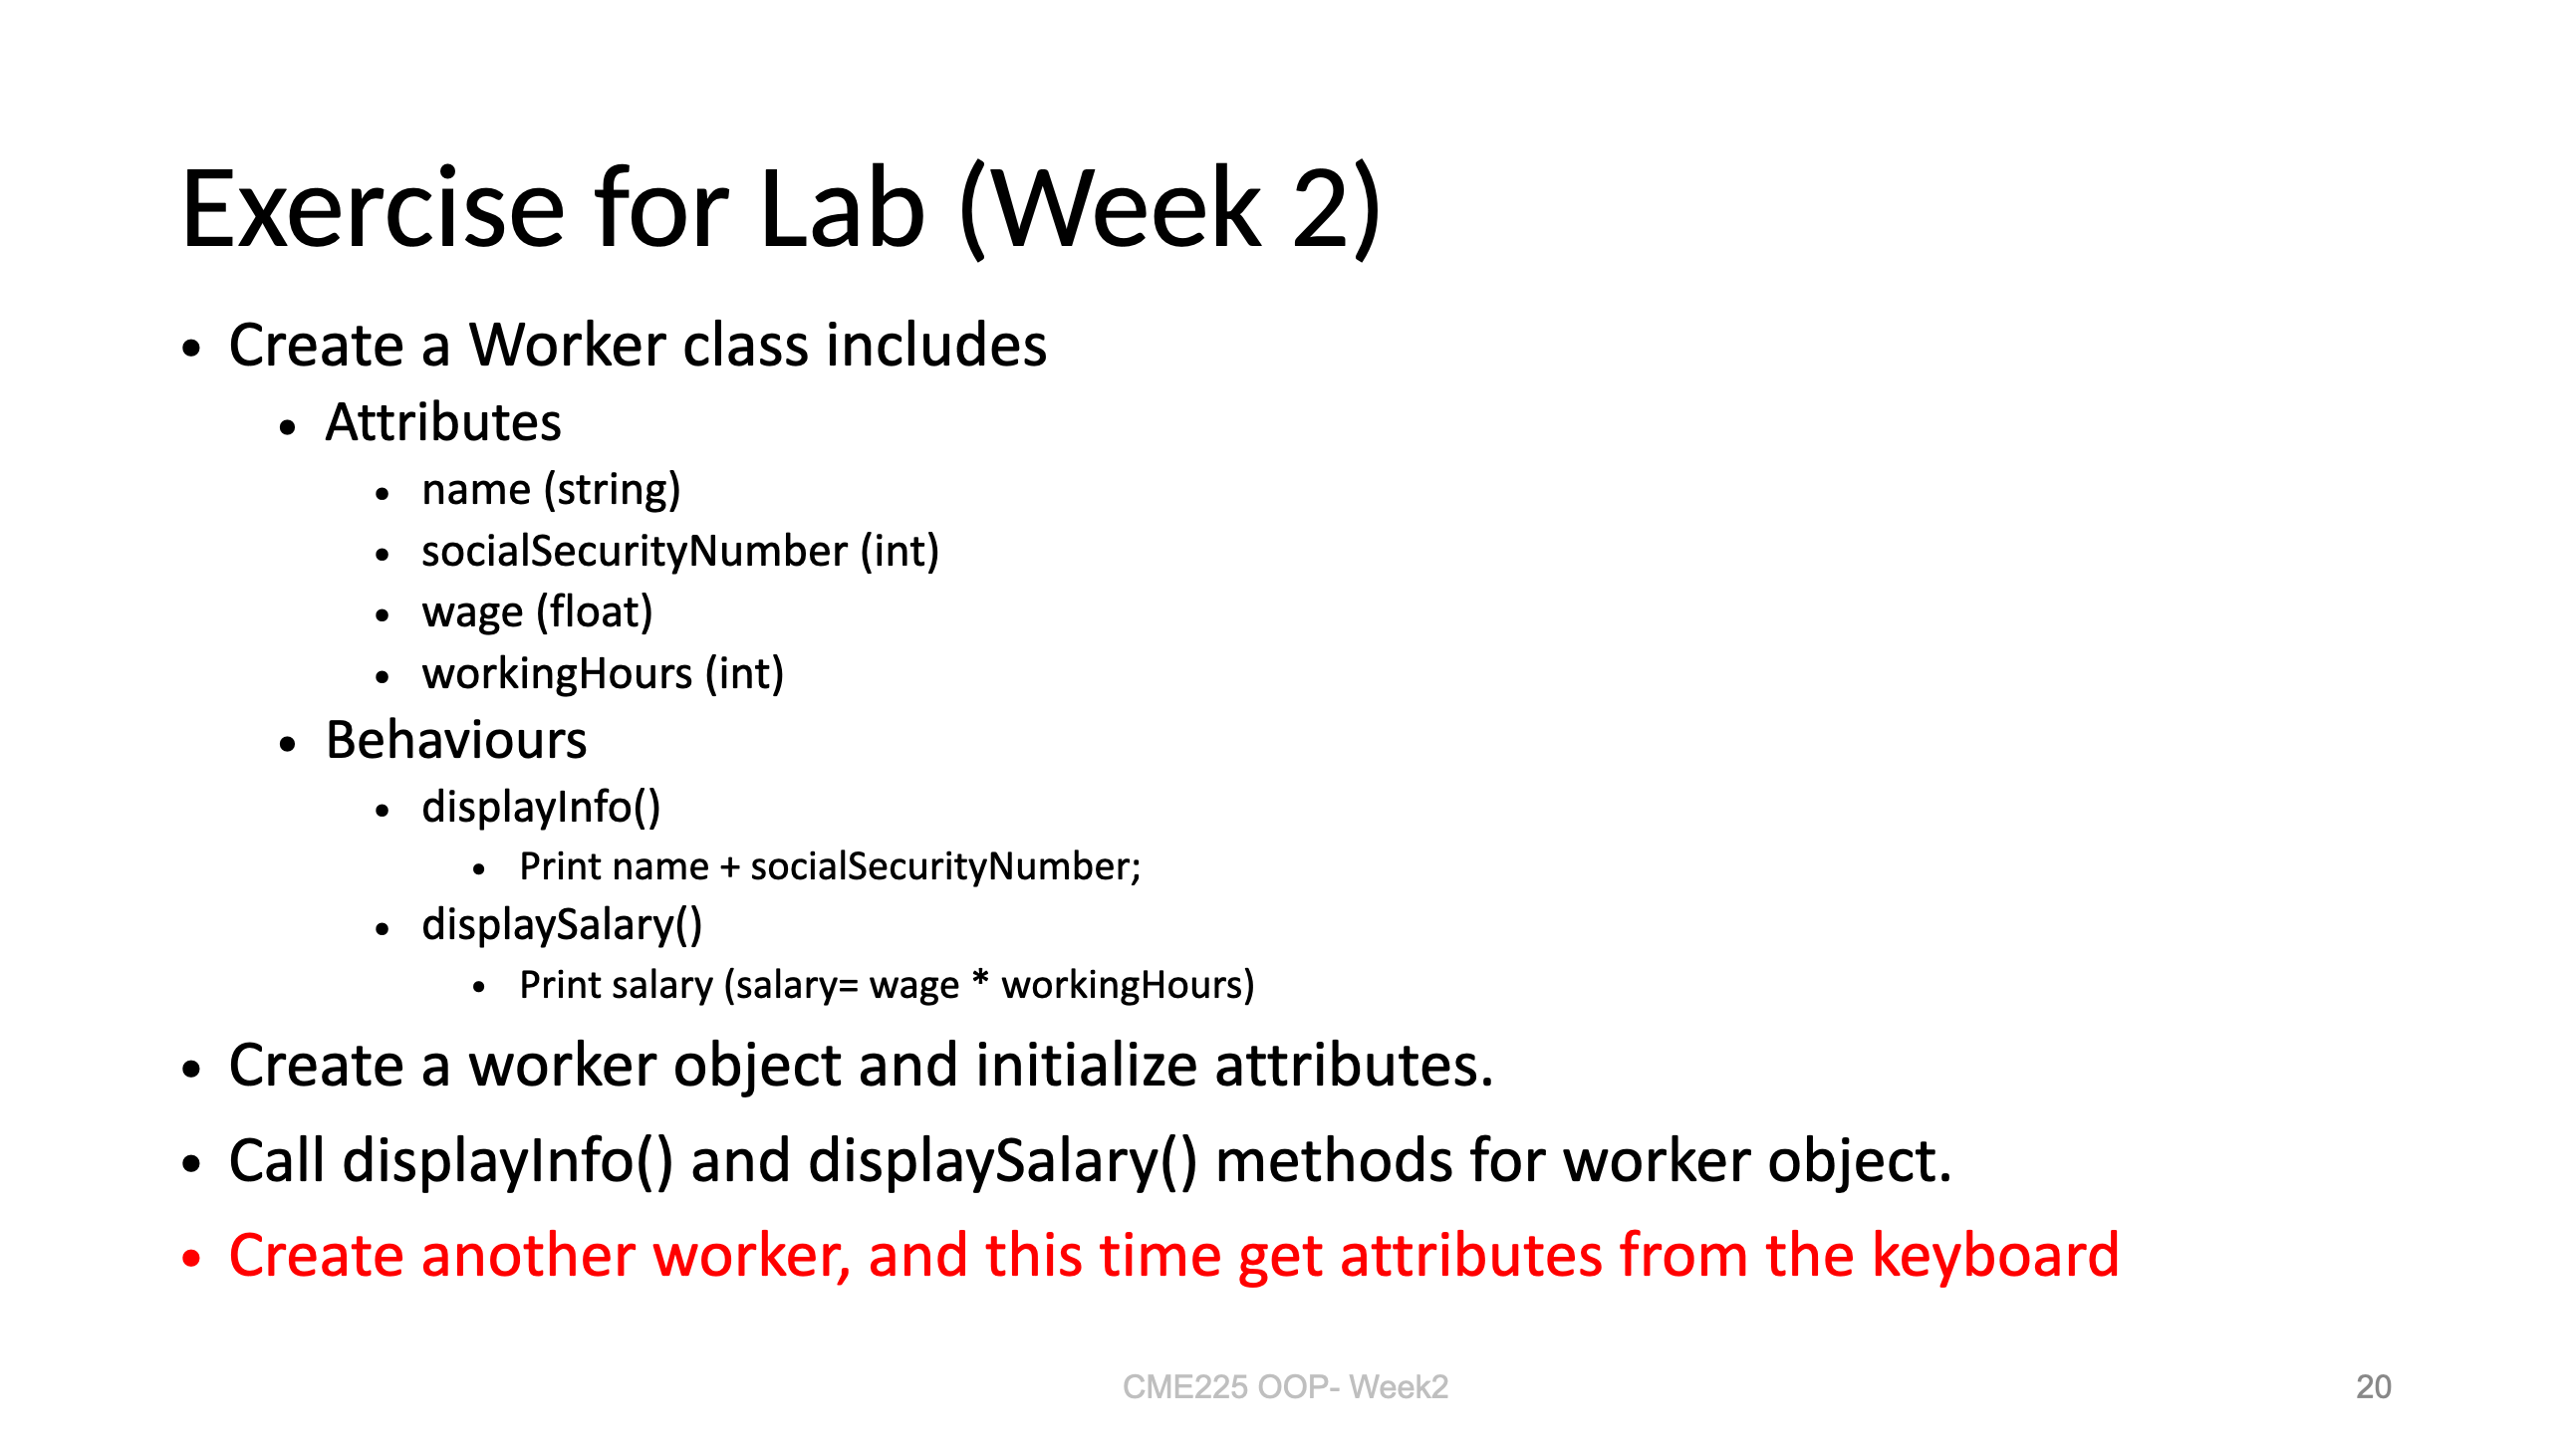 Exercise for Lab (Week 2)
• Create a Worker class includes
• Attributes
• name (string)
• socialSecurityNumber (int)
• wage (float)
• workingHours (int)
• Behaviours
• displayInfo()
• Print name + socialSecurityNumber;
• displaySalary()
• Print salary (salary= wage * workingHours)
• Create a worker object and initialize attributes.
• Call displayInfo() and displaySalary() methods for worker object.
• Create another worker, and this time get attributes from the keyboard
CME225 OOP- Week2
20